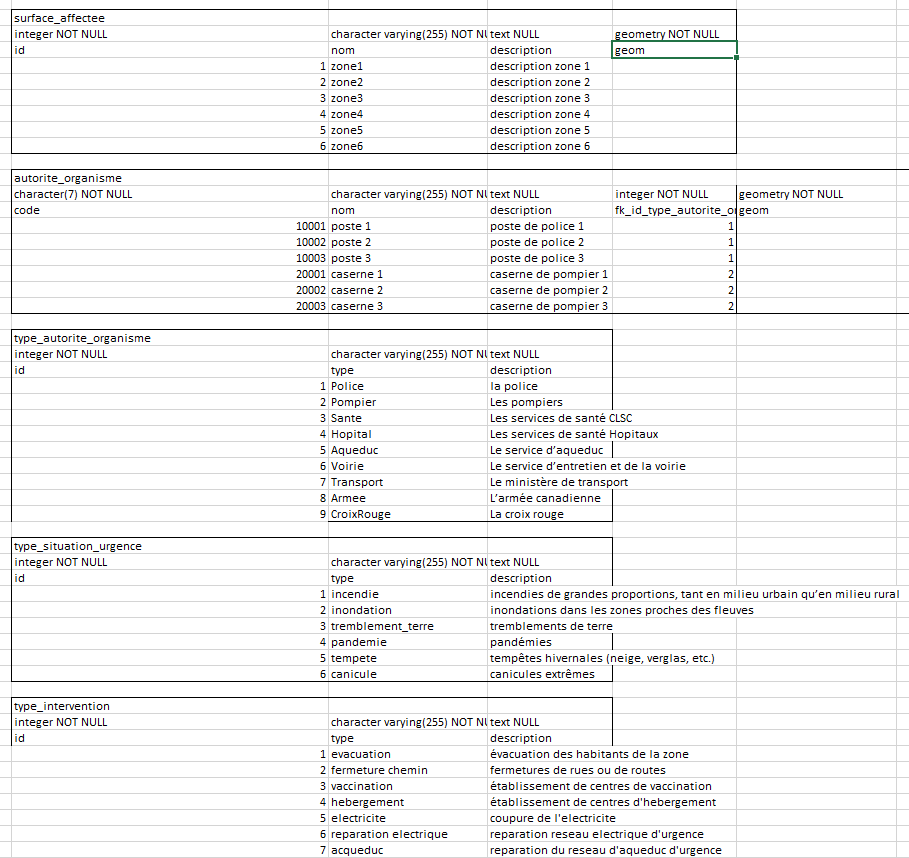 surface_affectee
integer NOT NULL character varying(255) NOT NU text NULL geometry NOT NULL
id nom description geom
1 zone1 description zone 1
2 zone2 description zone 2
3 zone3 description zone 3
4 zone4 description zone 4
5 zone5 description zone 5
6 zone6 description zone 6
autorite_organisme
character(7) NOT NULL character varying(255) NOT NU text NULL integer NOT NULL geometry NOT NULL
code nom description fk_id_type_autorite_or geom
10001 poste 1 poste de police 1 1
10002 poste 2 poste de police 2 1
10003 poste 3 poste de police 3 1
20001 caserne 1 caserne de pompier 1 2
20002 caserne 2 caserne de pompier 2 2
20003 caserne 3 caserne de pompier 3 2
type_autorite_organisme
integer NOT NULL character varying(255) NOT NU text NULL
id type description
1 Police la police
2 Pompier Les pompiers
3 Sante Les services de santé CLSC
4 Hopital Les services de santé Hopitaux
5 Aqueduc Le service d’aqueduc
6 Voirie Le service d’entretien et de la voirie
7 Transport Le ministère de transport
8 Armee L’armée canadienne
9 CroixRouge La croix rouge
type_situation_urgence
integer NOT NULL character varying(255) NOT NU text NULL
id type description
1 incendie incendies de grandes proportions, tant en milieu urbain qu’en milieu rural
2 inondation inondations dans les zones proches des fleuves
3 tremblement_terre tremblements de terre
4 pandemie pandémies
5 tempete tempêtes hivernales (neige, verglas, etc.)
6 canicule canicules extrêmes
type_intervention
integer NOT NULL character varying(255) NOT NU text NULL
id type description
1 evacuation évacuation des habitants de la zone
2 fermeture chemin fermetures de rues ou de routes
3 vaccination établissement de centres de vaccination
4 hebergement établissement de centres d'hebergement
5 electricite coupure de l'electricite
6 reparation electrique reparation reseau electrique d'urgence
7 acqueduc reparation du reseau d'aqueduc d'urgence